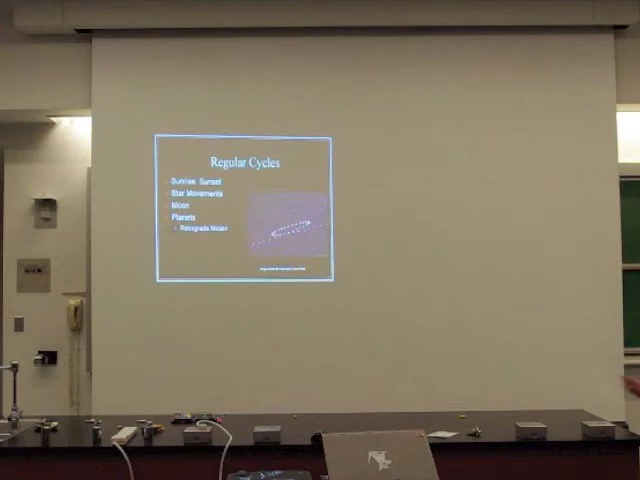 Regular Cycles
Sunrise, Sunset
Star Movements
Moon
Planets
Retrograde Motion